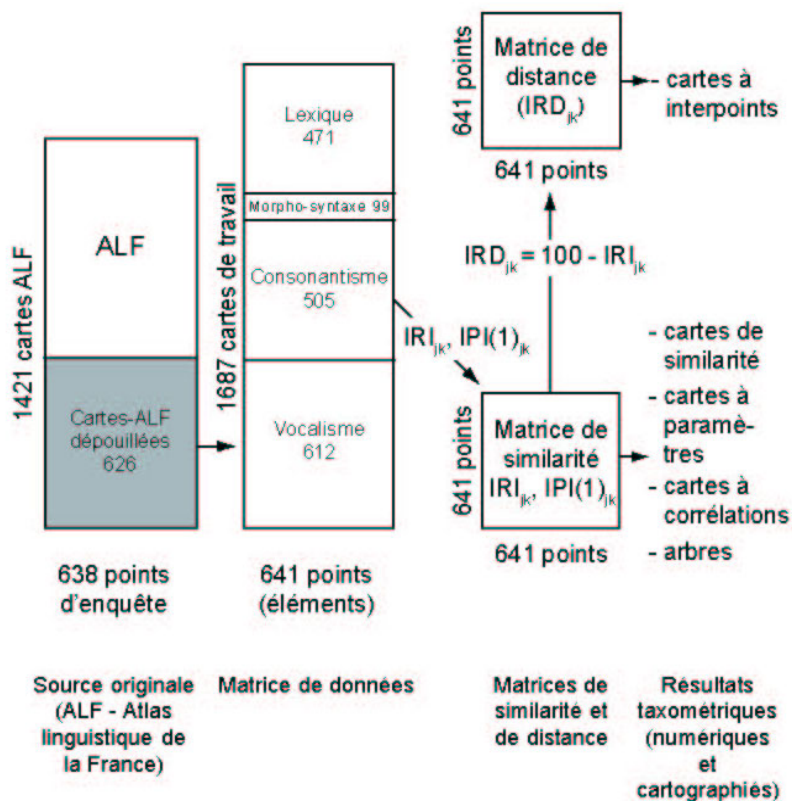 1421 cartes ALF
ALF
Cartes-ALF
dépouillées
626
638 points
d'enquête
Source originale
(ALF - Atlas
linguistique de
la France)
1687 cartes de travail
Lexique
471
Morpho-syntaxe 99
Consonantisme
505
Vocalisme
612
641 points
(éléments)
Matrice de données
IRIjk, IPI(1)jk
641 points
Matrice de
distance
(IRDjk)
641 points
IRDjk = 100 - IRIjk
641 points
Matrice de
similarité
IRIjk, IPI(1)jk
641 points
Matrices de
similarité et
de distance
- cartes à
interpoints
- cartes de
similarité
- cartes à
paramè-
tres
- cartes à
corrélations
- arbres
Résultats
taxométriques
(numériques
et
cartographiés)